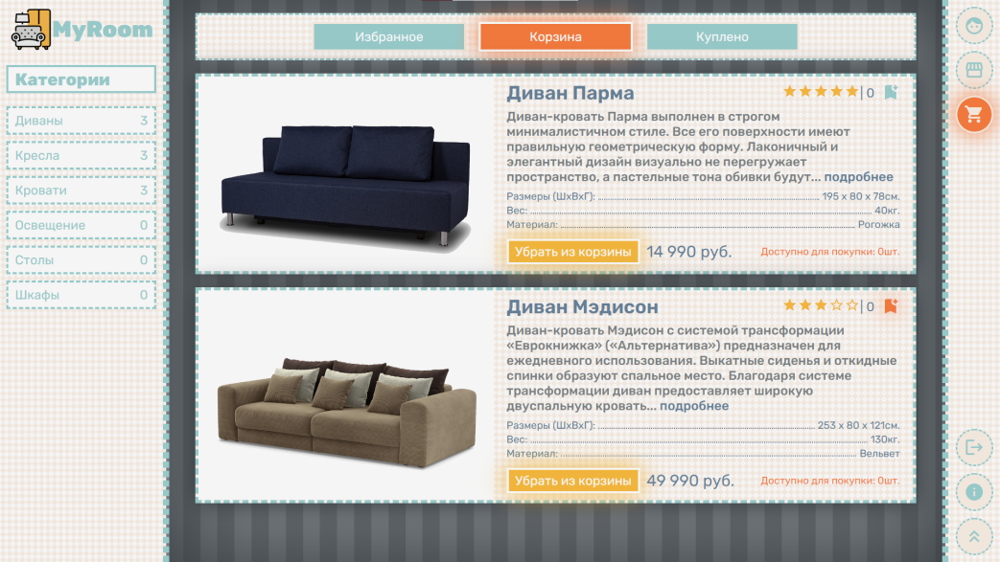 MyRoom
Категории
Диваны 3
Кресла 3
Кровати 3
Освещение 0
Столы 0
Шкафы 0
Избранное Корзина Куплено
Диван Парма | 0
Диван-кровать Парма выполнен в строгом
минималистичном стиле. Все его поверхности имеют
правильную геометрическую форму. Лаконичный и
элегантный дизайн визуально не перегружает
пространство, а пастельные тона обивки будут... подробнее
Размеры (ШxВxГ): 195 x 80 x 78см.
Вес: 40кг.
Материал: Рогожка
Убрать из корзины 14 990 руб. Доступно для покупки: 0шт.
Диван Мэдисон | 0
Диван-кровать Мэдисон с системой трансформации
«Еврокнижка» («Альтернатива») предназначен для
ежедневного использования. Выкатные сиденья и откидные
спинки образуют спальное место. Благодаря системе
трансформации диван предоставляет широкую
двуспальную кровать... подробнее
Размеры (ШxВxГ): 253 x 80 x 121см.
Вес: 130кг.
Материал: Вельвет
Убрать из корзины 49 990 руб. Доступно для покупки: 0шт.